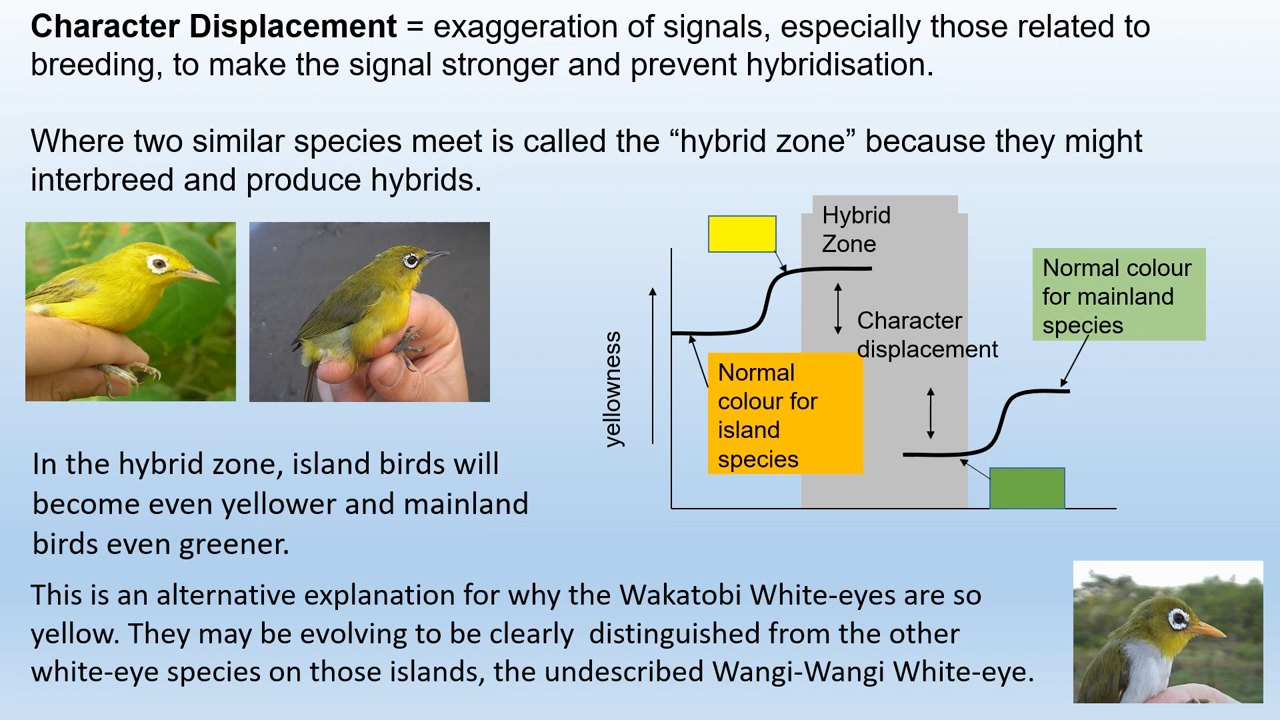 Character Displacement = exaggeration of signals, especially those related to
breeding, to make the signal stronger and prevent hybridisation.
Where two similar species meet is called the “hybrid zone” because they might
interbreed and produce hybrids.
Hybrid
Zone
Normal colour
for mainland
species
Character
displacement
yellowness
Normal
colour for
island
species
In the hybrid zone, island birds will
become even yellower and mainland
birds even greener.
This is an alternative explanation for why the Wakatobi White-eyes are so
yellow. They may be evolving to be clearly  distinguished from the other
white-eye species on those islands, the undescribed Wangi-Wangi White-eye.